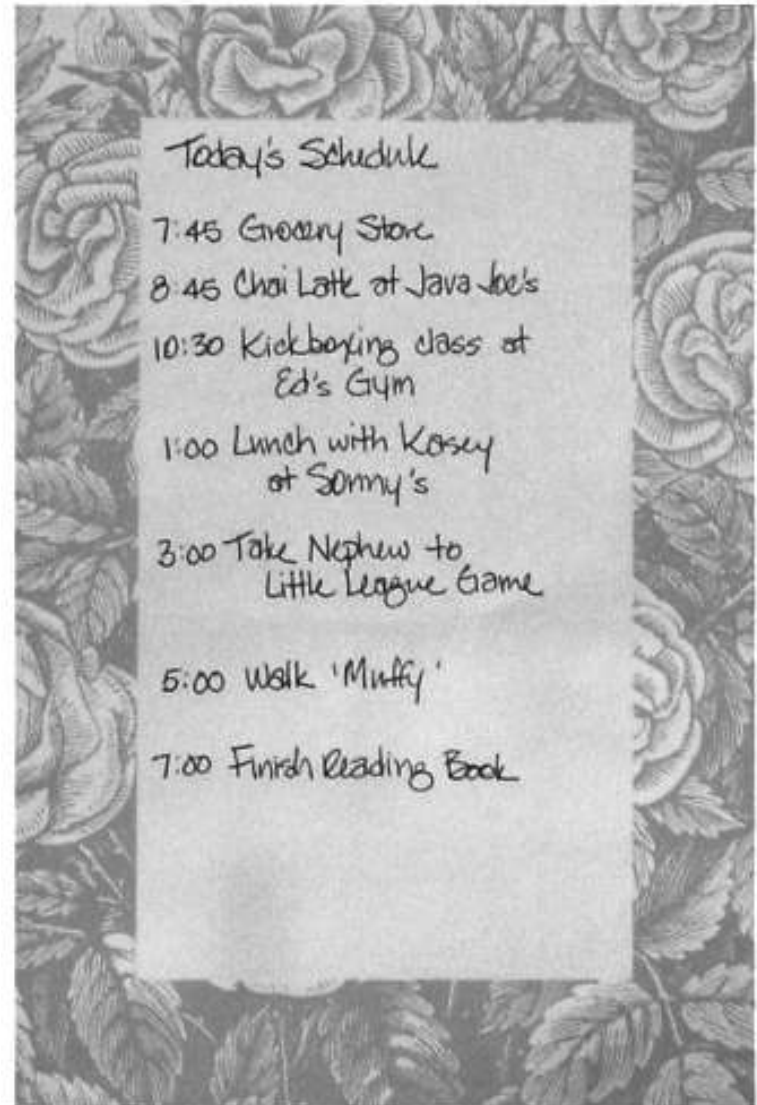 Today's Schedule
7:45 Grocery Store
8:45 Chai Latte at Java Joe's
10:30 Kickboxing class at
Ed's Gym
1:00 Lunch with Kasey
at Sonny's
3:00 Take Nephew to
Little League Game
5:00 Walk 'Muffy'
7:00 Finish Reading Book